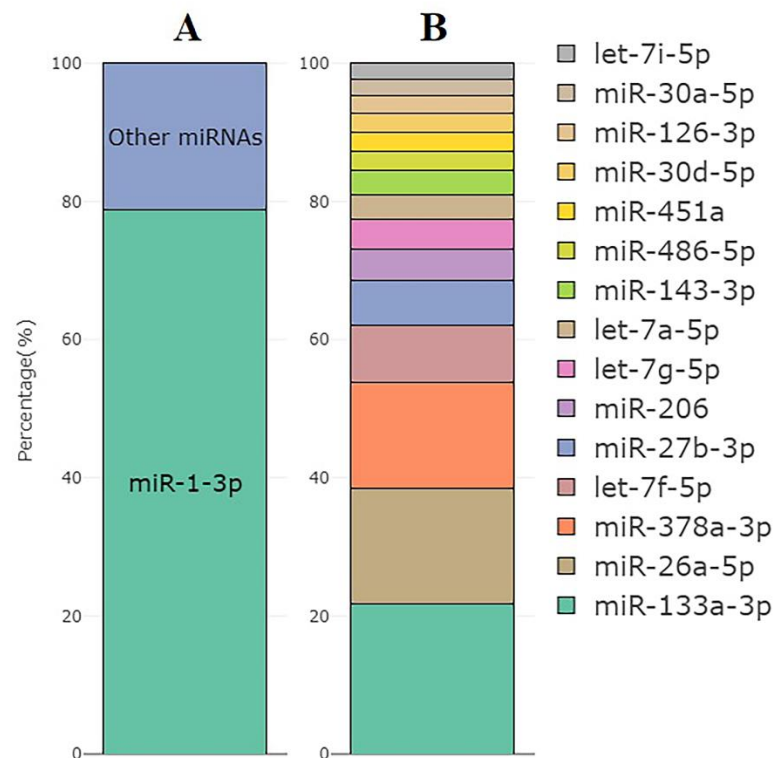 A
B
100
80
60
40
20
0
Percentage(%)
Other miRNAs
miR-1-3p
100
80
60
40
20
0
let-7i-5p
miR-30a-5p
miR-126-3p
miR-30d-5p
miR-451a
miR-486-5p
miR-143-3p
let-7a-5p
let-7g-5p
miR-206
miR-27b-3p
let-7f-5p
miR-378a-3p
miR-26a-5p
miR-133a-3p